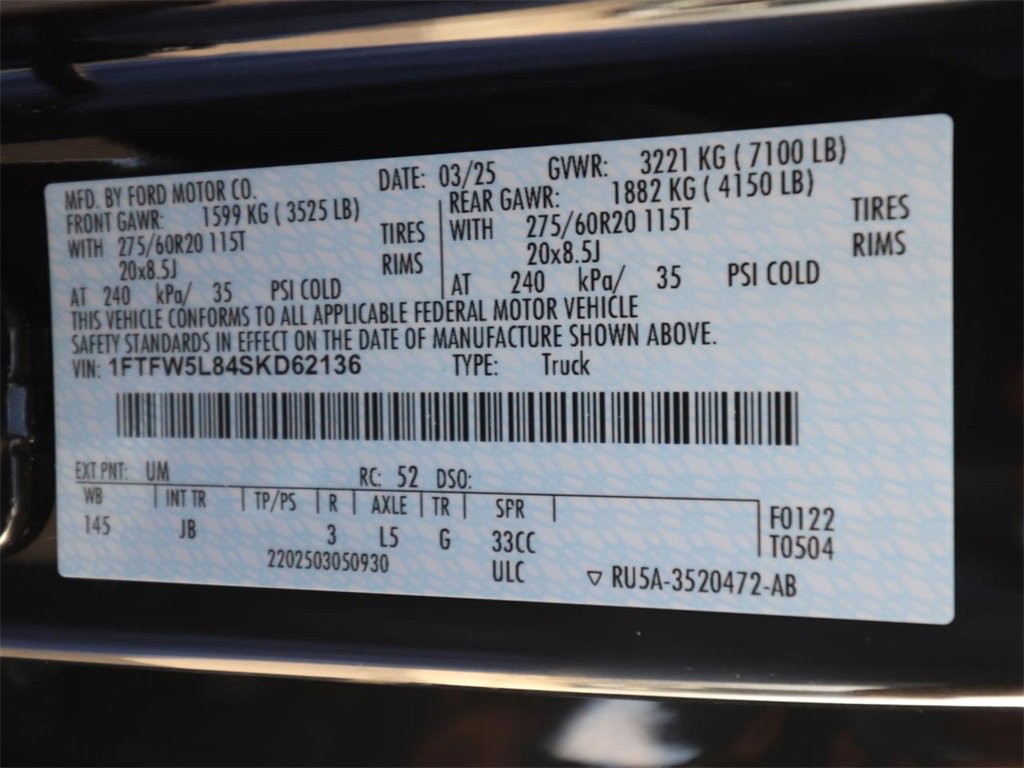 MFD. BY FORD MOTOR CO. DATE: 03/25 GVWR: 3221 KG ( 7100 LB)
FRONT GAWR: 1599 KG ( 3525 LB) REAR GAWR: 1882 KG ( 4150 LB)
WITH 275/60R20 115T TIRES WITH 275/60R20 115T TIRES
20x8.5J RIMS 20x8.5J RIMS
AT 240 kPa/ 35 PSI COLD AT 240 kPa/ 35 PSI COLD
THIS VEHICLE CONFORMS TO ALL APPLICABLE FEDERAL MOTOR VEHICLE
SAFETY STANDARDS IN EFFECT ON THE DATE OF MANUFACTURE SHOWN ABOVE.
VIN: 1FTFW5L84SKD62136 TYPE: Truck
EXT PNT: UM RC: 52 DSO:
WB INT TR TP/PS R AXLE TR SPR F0122
145 JB 3 L5 G 33CC T0504
2202503050930 ULC ▽ RU5A-3520472-AB